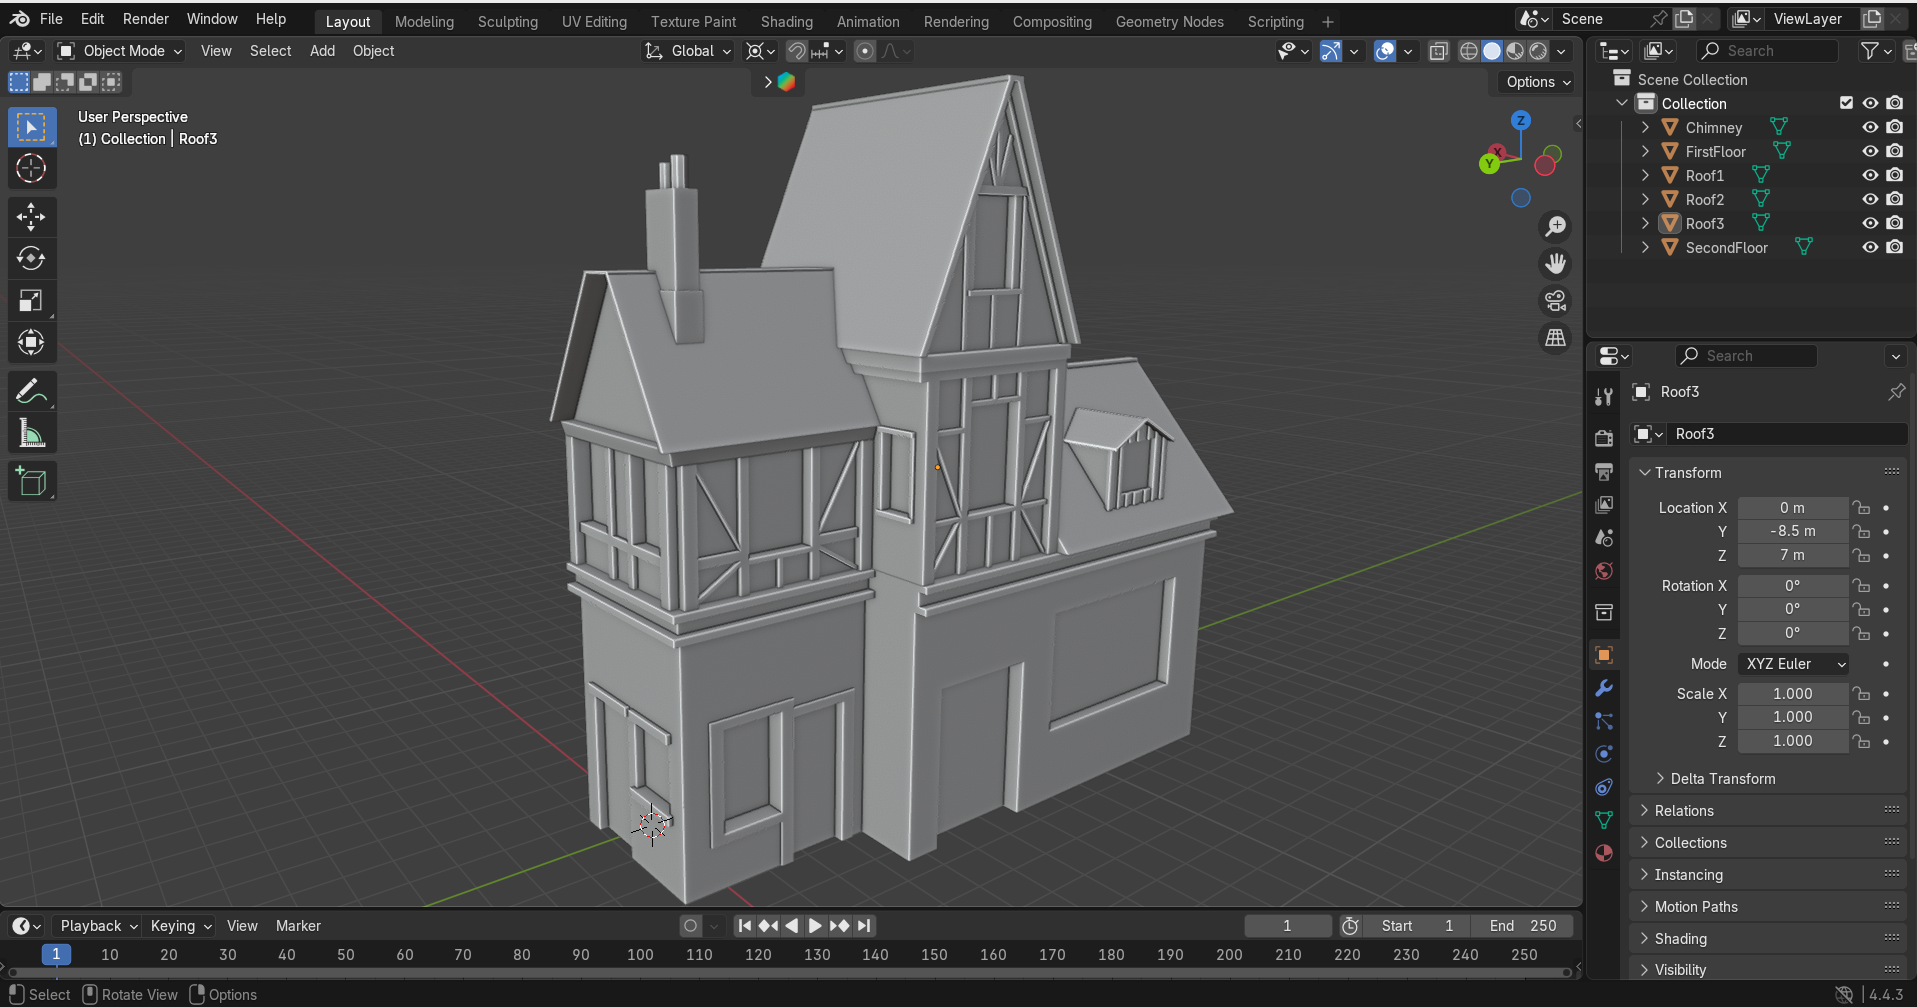 File Edit Render Window Help Layout Modeling Sculpting UV Editing Texture Paint Shading Animation Rendering Compositing Geometry Nodes Scripting + Scene ViewLayer
Object Mode View Select Add Object Global Search
Options
Scene Collection
Collection
Chimney
FirstFloor
Roof1
Roof2
Roof3
SecondFloor
User Perspective
(1) Collection | Roof3
Z
X
Y
Search
Roof3
Roof3
Transform
Location X 0 m
Y -8.5 m
Z 7 m
Rotation X 0°
Y 0°
Z 0°
Mode XYZ Euler
Scale X 1.000
Y 1.000
Z 1.000
Delta Transform
Relations
Collections
Instancing
Motion Paths
Shading
Visibility
Playback Keying View Marker 1 Start 1 End 250
1 10 20 30 40 50 60 70 80 90 100 110 120 130 140 150 160 170 180 190 200 210 220 230 240 250
Select Rotate View Options 4.4.3